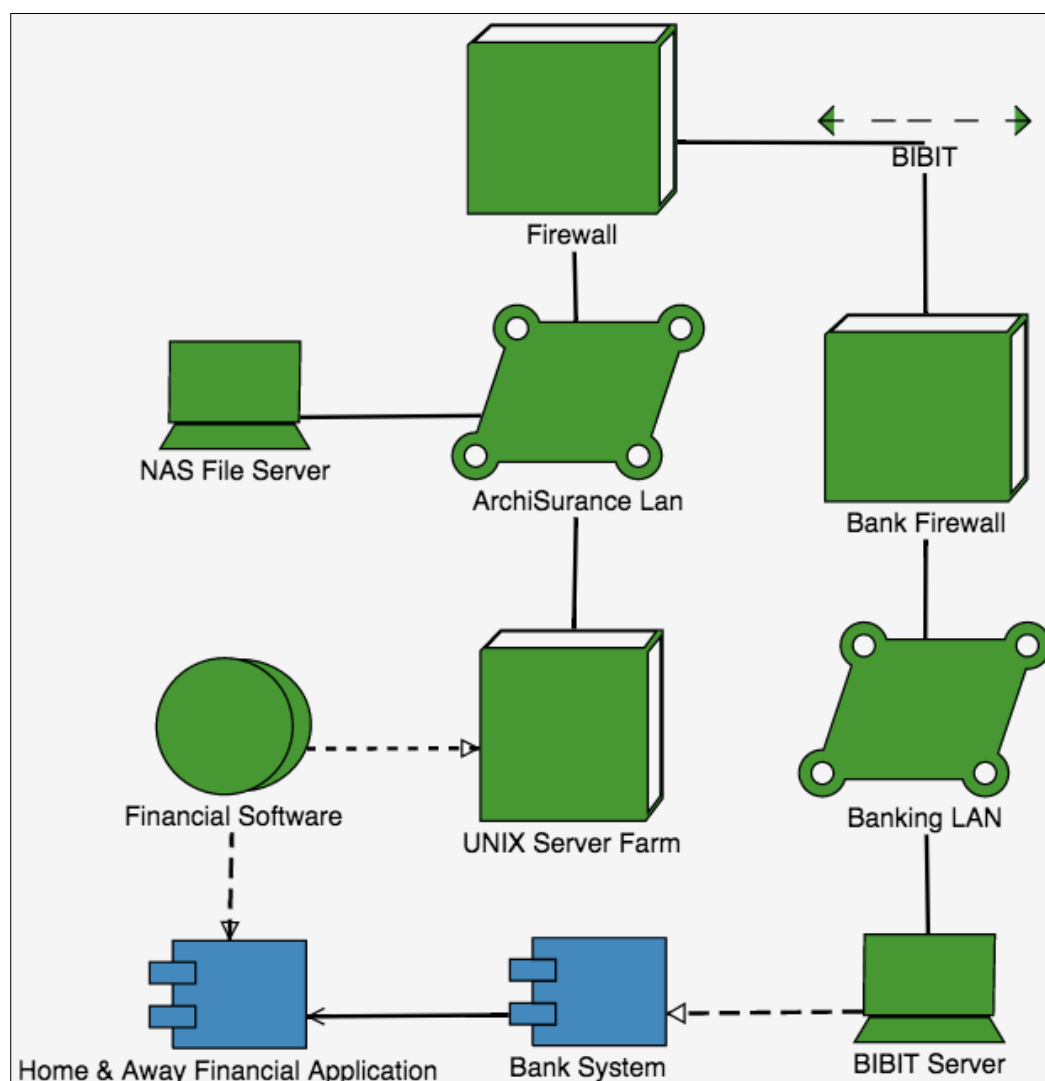 Firewall
BIBIT
NAS File Server
ArchiSurance Lan
Bank Firewall
Financial Software
UNIX Server Farm
Banking LAN
Home & Away Financial Application
Bank System
BIBIT Server